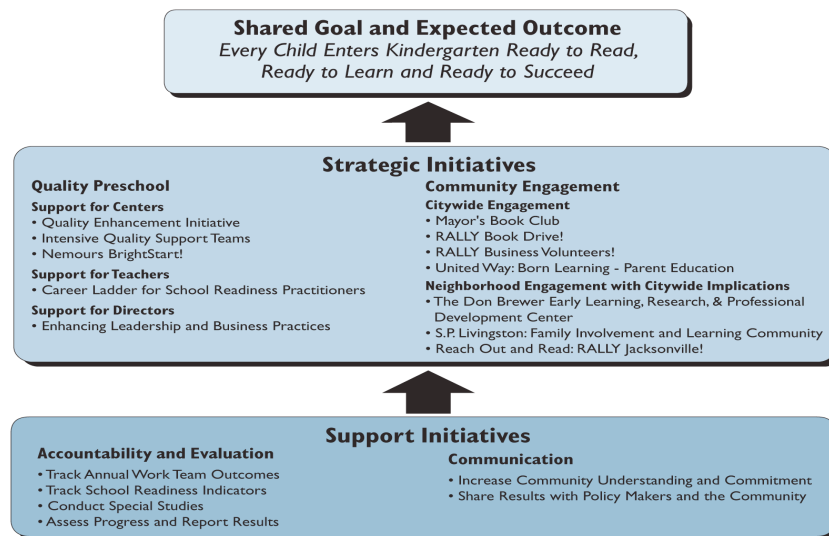 Shared Goal and Expected Outcome
Every Child Enters Kindergarten Ready to Read,
Ready to Learn and Ready to Succeed
Strategic Initiatives
Quality Preschool
Support for Centers
• Quality Enhancement Initiative
• Intensive Quality Support Teams
• Nemours BrightStart!
Support for Teachers
• Career Ladder for School Readiness Practitioners
Support for Directors
• Enhancing Leadership and Business Practices
Community Engagement
Citywide Engagement
• Mayor's Book Club
• RALLY Book Drive!
• RALLY Business Volunteers!
• United Way: Born Learning - Parent Education
Neighborhood Engagement with Citywide Implications
• The Don Brewer Early Learning, Research, & Professional
Development Center
• S.P. Livingston: Family Involvement and Learning Community
• Reach Out and Read: RALLY Jacksonville!
Support Initiatives
Accountability and Evaluation
• Track Annual Work Team Outcomes
• Track School Readiness Indicators
• Conduct Special Studies
• Assess Progress and Report Results
Communication
• Increase Community Understanding and Commitment
• Share Results with Policy Makers and the Community